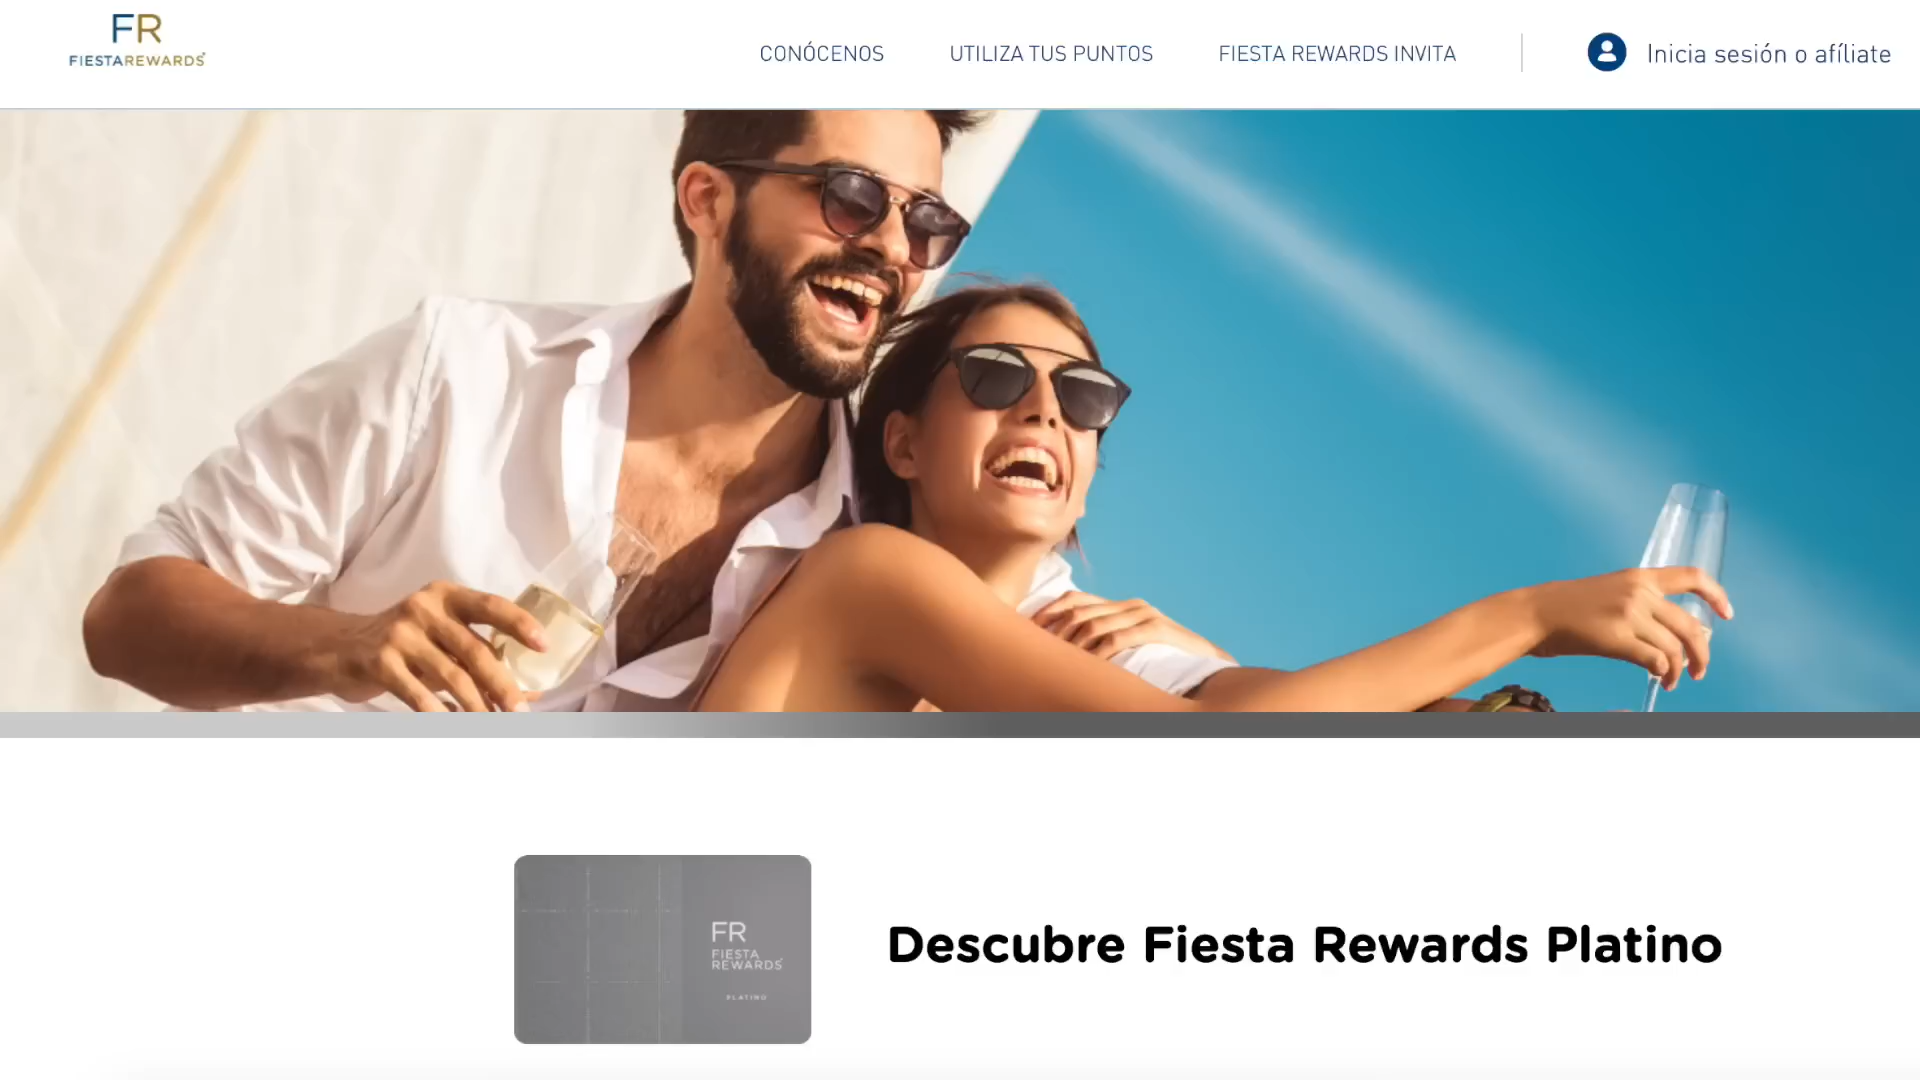 FR
FIESTAREWARDS
CONÓCENOS
UTILIZA TUS PUNTOS
FIESTA REWARDS INVITA
Inicia sesión o afíliate
FR
FIESTA
REWARDS
PLATINO
Descubre Fiesta Rewards Platino